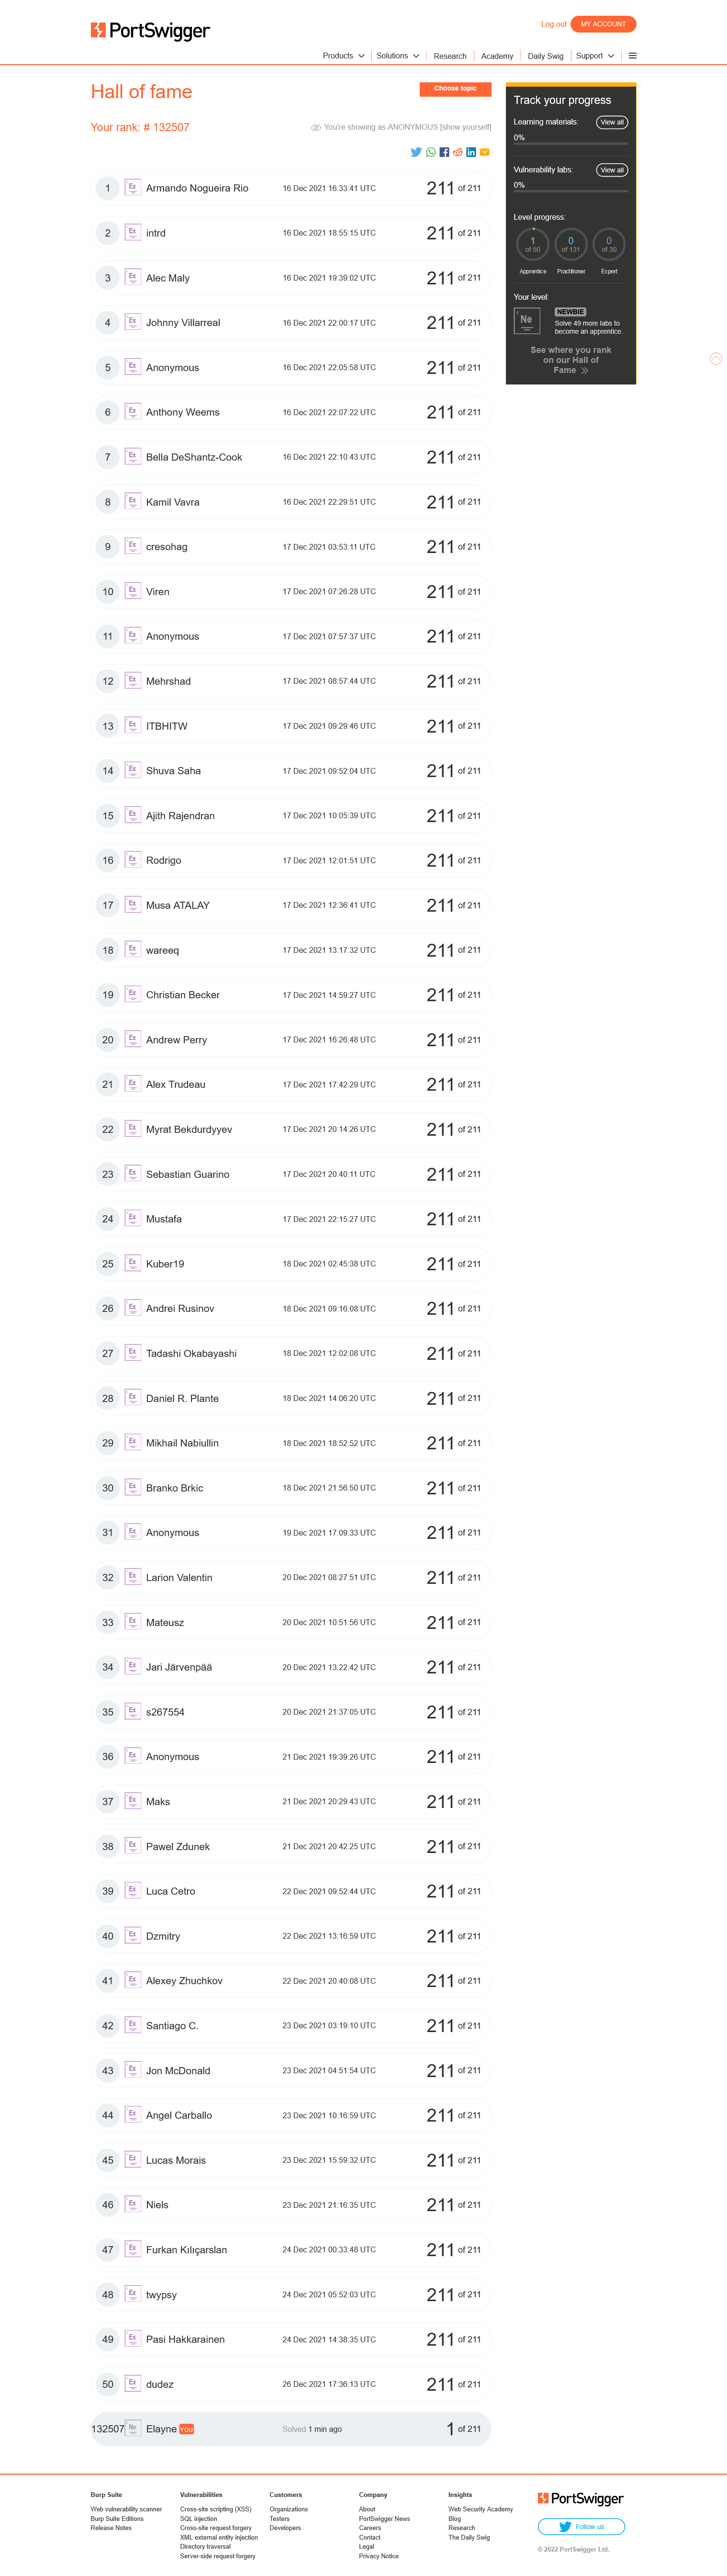 PortSwigger
Log out MY ACCOUNT
Products Solutions Research Academy Daily Swig Support
Hall of fame
Choose topic
Your rank: # 132507
You're showing as ANONYMOUS [show yourself]
1 Ex Armando Nogueira Rio 16 Dec 2021 16:33:41 UTC 211 of 211
2 Ex intrd 16 Dec 2021 18:55:15 UTC 211 of 211
3 Ex Alec Maly 16 Dec 2021 19:39:02 UTC 211 of 211
4 Ex Johnny Villarreal 16 Dec 2021 22:00:17 UTC 211 of 211
5 Ex Anonymous 16 Dec 2021 22:05:58 UTC 211 of 211
6 Ex Anthony Weems 16 Dec 2021 22:07:22 UTC 211 of 211
7 Ex Bella DeShantz-Cook 16 Dec 2021 22:10:43 UTC 211 of 211
8 Ex Kamil Vavra 16 Dec 2021 22:29:51 UTC 211 of 211
9 Ex cresohag 17 Dec 2021 03:53:11 UTC 211 of 211
10 Ex Viren 17 Dec 2021 07:26:28 UTC 211 of 211
11 Ex Anonymous 17 Dec 2021 07:57:37 UTC 211 of 211
12 Ex Mehrshad 17 Dec 2021 08:57:44 UTC 211 of 211
13 Ex ITBHITW 17 Dec 2021 09:29:46 UTC 211 of 211
14 Ex Shuva Saha 17 Dec 2021 09:52:04 UTC 211 of 211
15 Ex Ajith Rajendran 17 Dec 2021 10:05:39 UTC 211 of 211
16 Ex Rodrigo 17 Dec 2021 12:01:51 UTC 211 of 211
17 Ex Musa ATALAY 17 Dec 2021 12:36:41 UTC 211 of 211
18 Ex wareeq 17 Dec 2021 13:17:32 UTC 211 of 211
19 Ex Christian Becker 17 Dec 2021 14:59:27 UTC 211 of 211
20 Ex Andrew Perry 17 Dec 2021 16:26:48 UTC 211 of 211
21 Ex Alex Trudeau 17 Dec 2021 17:42:29 UTC 211 of 211
22 Ex Myrat Bekdurdyyev 17 Dec 2021 20:14:26 UTC 211 of 211
23 Ex Sebastian Guarino 17 Dec 2021 20:40:11 UTC 211 of 211
24 Ex Mustafa 17 Dec 2021 22:15:27 UTC 211 of 211
25 Ex Kuber19 18 Dec 2021 02:45:38 UTC 211 of 211
26 Ex Andrei Rusinov 18 Dec 2021 09:16:08 UTC 211 of 211
27 Ex Tadashi Okabayashi 18 Dec 2021 12:02:08 UTC 211 of 211
28 Ex Daniel R. Plante 18 Dec 2021 14:06:20 UTC 211 of 211
29 Ex Mikhail Nabiullin 18 Dec 2021 18:52:52 UTC 211 of 211
30 Ex Branko Brkic 18 Dec 2021 21:56:50 UTC 211 of 211
31 Ex Anonymous 19 Dec 2021 17:09:33 UTC 211 of 211
32 Ex Larion Valentin 20 Dec 2021 08:27:51 UTC 211 of 211
33 Ex Mateusz 20 Dec 2021 10:51:56 UTC 211 of 211
34 Ex Jari Järvenpää 20 Dec 2021 13:22:42 UTC 211 of 211
35 Ex s267554 20 Dec 2021 21:37:05 UTC 211 of 211
36 Ex Anonymous 21 Dec 2021 19:39:26 UTC 211 of 211
37 Ex Maks 21 Dec 2021 20:29:43 UTC 211 of 211
38 Ex Pawel Zdunek 21 Dec 2021 20:42:25 UTC 211 of 211
39 Ex Luca Cetro 22 Dec 2021 09:52:44 UTC 211 of 211
40 Ex Dzmitry 22 Dec 2021 13:16:59 UTC 211 of 211
41 Ex Alexey Zhuchkov 22 Dec 2021 20:40:08 UTC 211 of 211
42 Ex Santiago C. 23 Dec 2021 03:19:10 UTC 211 of 211
43 Ex Jon McDonald 23 Dec 2021 04:51:54 UTC 211 of 211
44 Ex Angel Carballo 23 Dec 2021 10:16:59 UTC 211 of 211
45 Ex Lucas Morais 23 Dec 2021 15:59:32 UTC 211 of 211
46 Ex Niels 23 Dec 2021 21:16:35 UTC 211 of 211
47 Ex Furkan Kılıçarslan 24 Dec 2021 00:33:48 UTC 211 of 211
48 Ex twypsy 24 Dec 2021 05:52:03 UTC 211 of 211
49 Ex Pasi Hakkarainen 24 Dec 2021 14:38:35 UTC 211 of 211
50 Ex dudez 26 Dec 2021 17:36:13 UTC 211 of 211
132507 Ne Elayne YOU Solved 1 min ago 1 of 211
Track your progress
Learning materials: View all
0%
Vulnerability labs: View all
0%
Level progress:
1 0 0
of 50 of 131 of 30
Apprentice Practitioner Expert
Your level:
Ne NEWBIE
Solve 49 more labs to
become an apprentice.
See where you rank
on our Hall of
Fame
Burp Suite
Web vulnerability scanner
Burp Suite Editions
Release Notes
Vulnerabilities
Cross-site scripting (XSS)
SQL injection
Cross-site request forgery
XML external entity injection
Directory traversal
Server-side request forgery
Customers
Organizations
Testers
Developers
Company
About
PortSwigger News
Careers
Contact
Legal
Privacy Notice
Insights
Web Security Academy
Blog
Research
The Daily Swig
PortSwigger
Follow us
© 2022 PortSwigger Ltd.